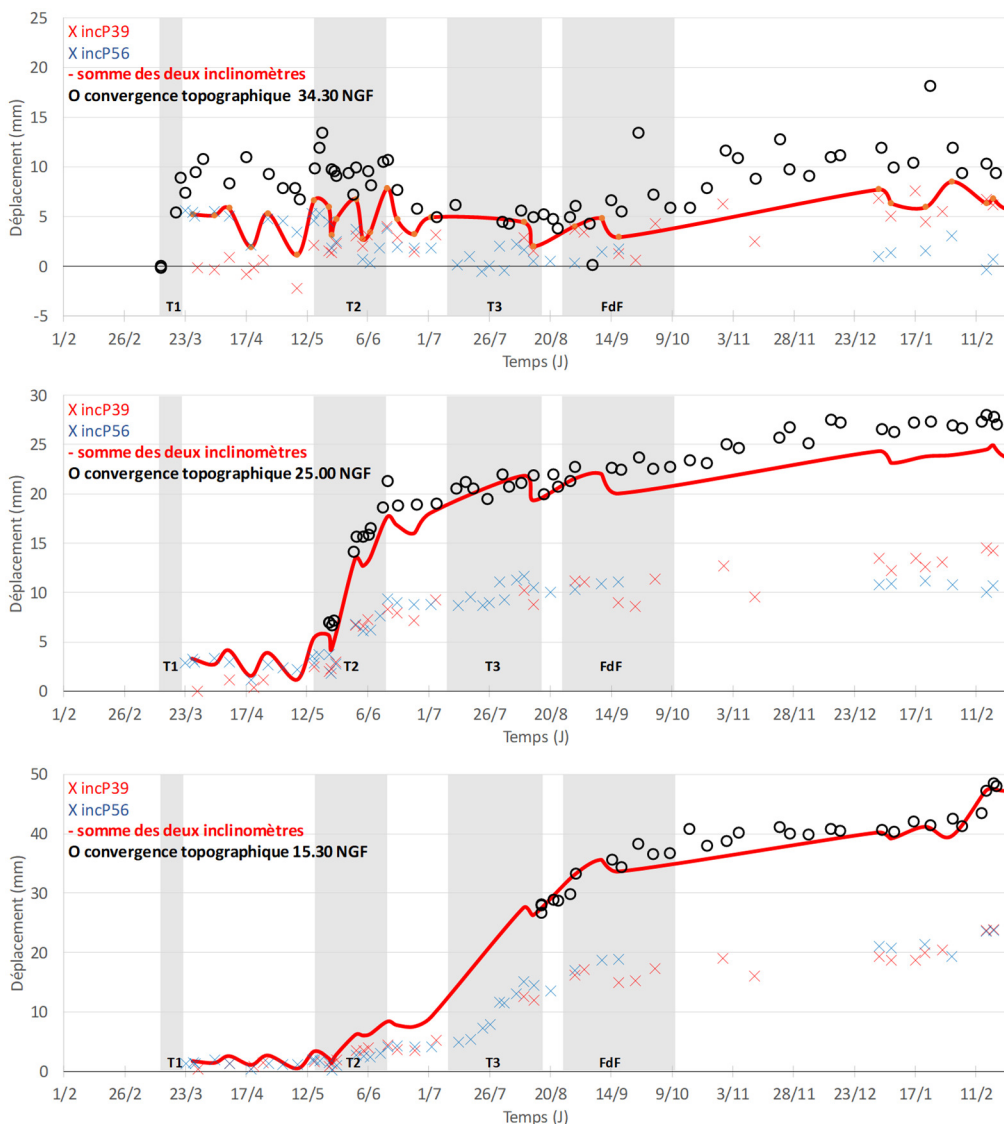 25
20
15
10
5
0
-5
Déplacement (mm)
X incP39
X incP56
- somme des deux inclinomètres
O convergence topographique 34.30 NGF
T1 T2 T3 FdF
1/2 26/2 23/3 17/4 12/5 6/6 1/7 26/7 20/8 14/9 9/10 3/11 28/11 23/12 17/1 11/2
Temps (J)
30
25
20
15
10
5
0
Déplacement (mm)
X incP39
X incP56
- somme des deux inclinomètres
O convergence topographique 25.00 NGF
T1 T2 T3 FdF
1/2 26/2 23/3 17/4 12/5 6/6 1/7 26/7 20/8 14/9 9/10 3/11 28/11 23/12 17/1 11/2
Temps (J)
50
40
30
20
10
0
Déplacement (mm)
X incP39
X incP56
- somme des deux inclinomètres
O convergence topographique 15.30 NGF
T1 T2 T3 FdF
1/2 26/2 23/3 17/4 12/5 6/6 1/7 26/7 20/8 14/9 9/10 3/11 28/11 23/12 17/1 11/2
Temps (J)